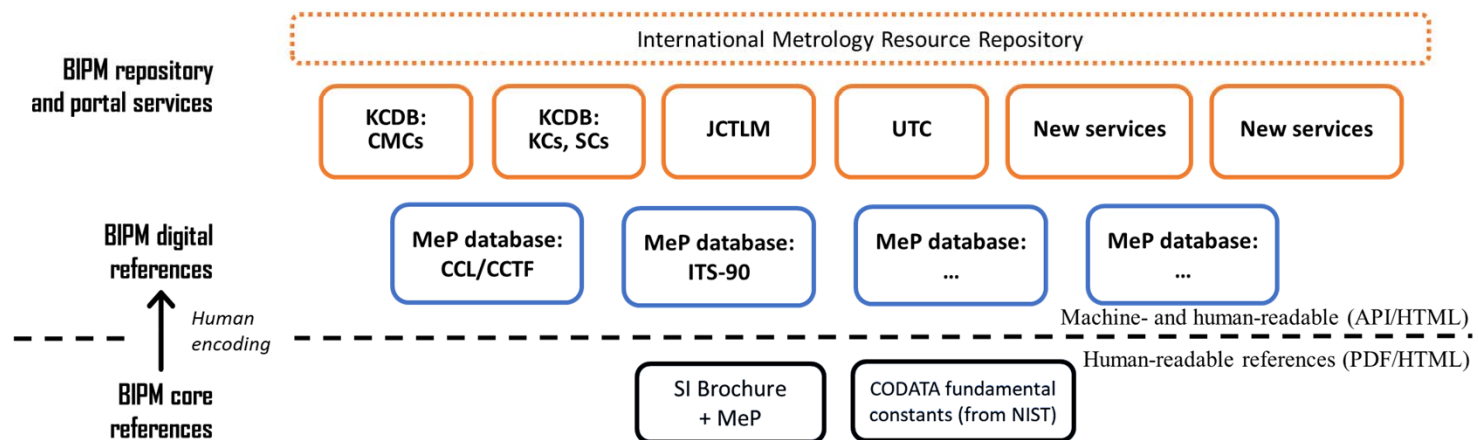 International Metrology Resource Repository
BIPM repository
and portal services
KCDB:
CMCs
KCDB:
KCs, SCs
JCTLM
UTC
New services
New services
BIPM digital
references
MeP database:
CCL/CCTF
MeP database:
ITS-90
MeP database:
...
MeP database:
...
Human
encoding
Machine- and human-readable (API/HTML)
Human-readable references (PDF/HTML)
BIPM core
references
SI Brochure
+ MeP
CODATA fundamental
constants (from NIST)